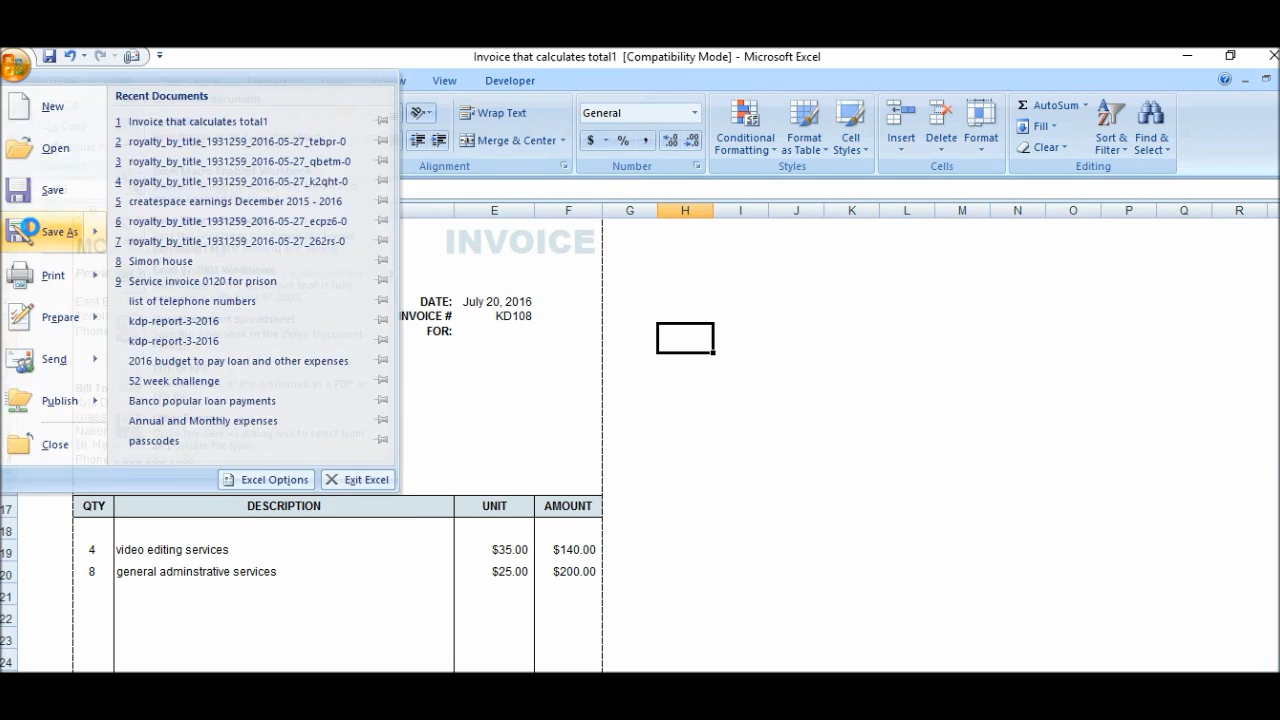 Invoice that calculates total1 [Compatibility Mode] - Microsoft Excel
View Developer
New
Open
Save
Save As
Print
Prepare
Send
Publish
Close
Recent Documents
1 Invoice that calculates total1
2 royalty_by_title_1931259_2016-05-27_tebpr-0
3 royalty_by_title_1931259_2016-05-27_qbetm-0
4 royalty_by_title_1931259_2016-05-27_k2qht-0
5 createspace earnings December 2015 - 2016
6 royalty_by_title_1931259_2016-05-27_ecpz6-0
7 royalty_by_title_1931259_2016-05-27_262rs-0
8 Simon house
9 Service invoice 0120 for prison
list of telephone numbers
kdp-report-3-2016
kdp-report-3-2016
2016 budget to pay loan and other expenses
52 week challenge
Banco popular loan payments
Annual and Monthly expenses
passcodes
Excel Options Exit Excel
Wrap Text
Merge & Center
Alignment
General
$ % ,
Number
Conditional Formatting
Format as Table
Cell Styles
Styles
Insert Delete Format
Cells
Σ AutoSum
Fill
Clear
Sort & Filter
Find & Select
Editing
E F G H I J K L M N O P Q R
INVOICE
DATE: July 20, 2016
INVOICE # KD108
FOR:
17 QTY DESCRIPTION UNIT AMOUNT
18
19 4 video editing services $35.00 $140.00
20 8 general adminstrative services $25.00 $200.00
21
22
23
24